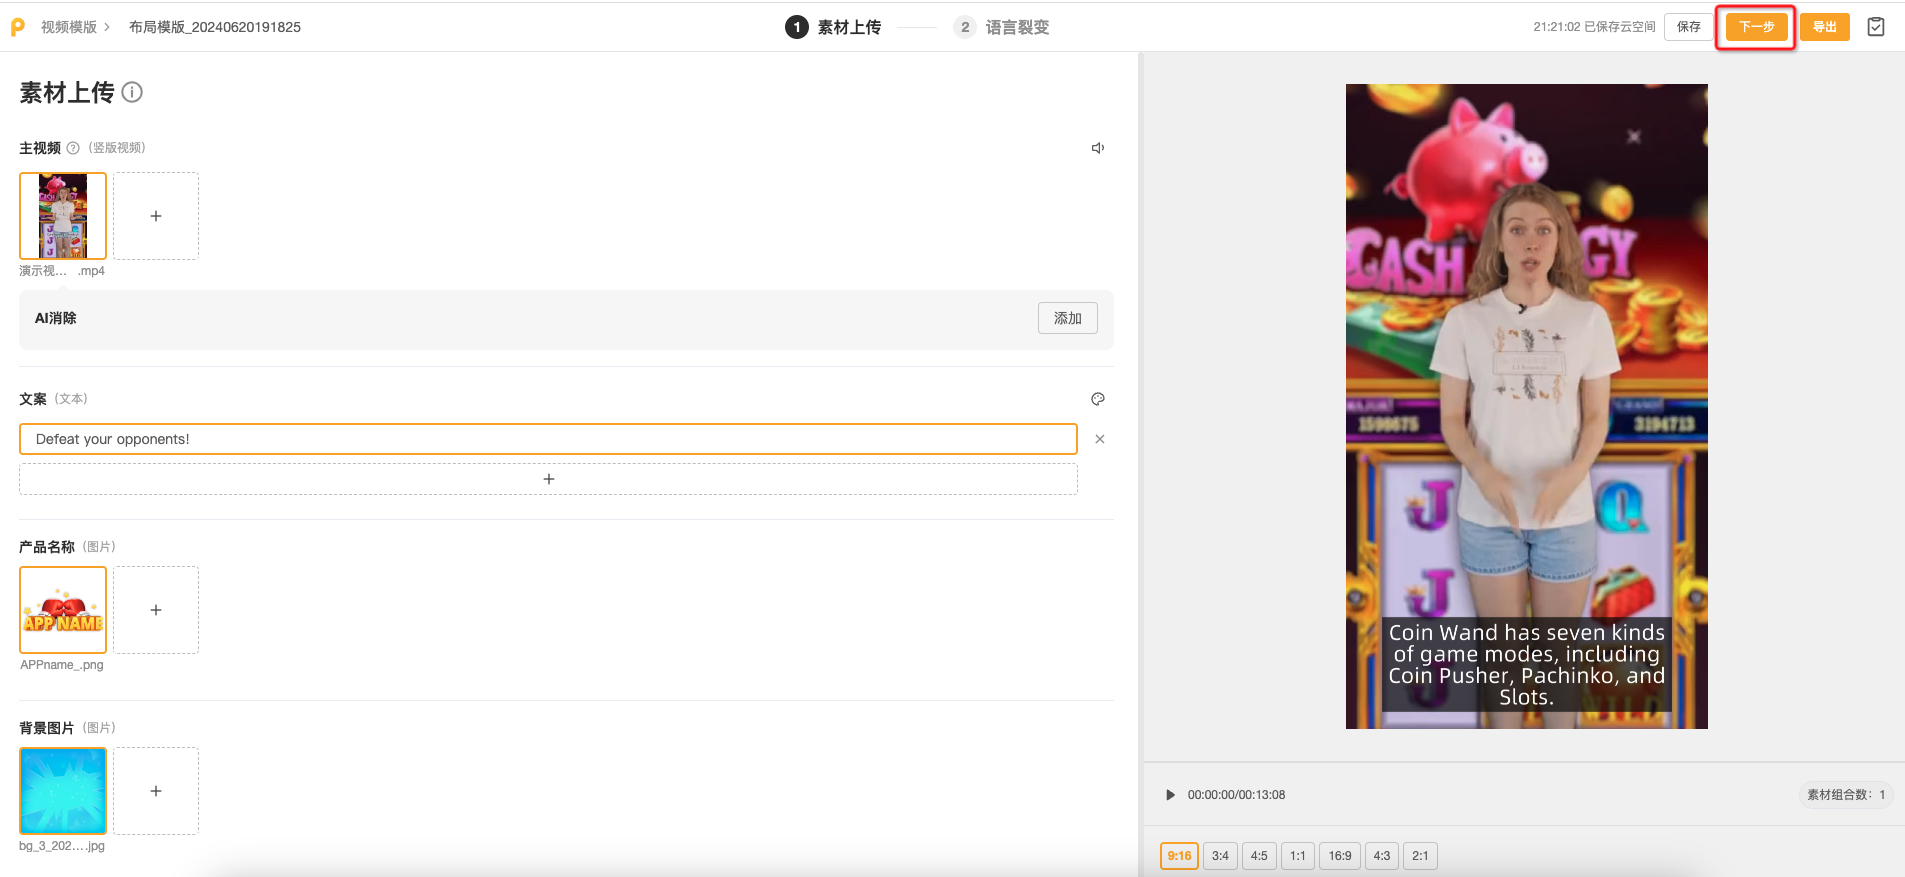 视频模版
布局模版_20240620191825
1 素材上传
2 语言裂变
21:21:02 已保存云空间
保存
下一步
导出
素材上传
主视频
(竖版视频)
演示视... .mp4
AI消除
添加
文案 (文本)
Defeat your opponents!
产品名称 (图片)
APP NAME
APPname_.png
背景图片 (图片)
bg_3_202....jpg
CASH
GY
MAJOR
GRAND
1598675
3194713
J
Q
J
WILD
Coin Wand has seven kinds
of game modes, including
Coin Pusher, Pachinko, and
Slots.
00:00:00/00:13:08
素材组合数: 1
9:16
3:4
4:5
1:1
16:9
4:3
2:1